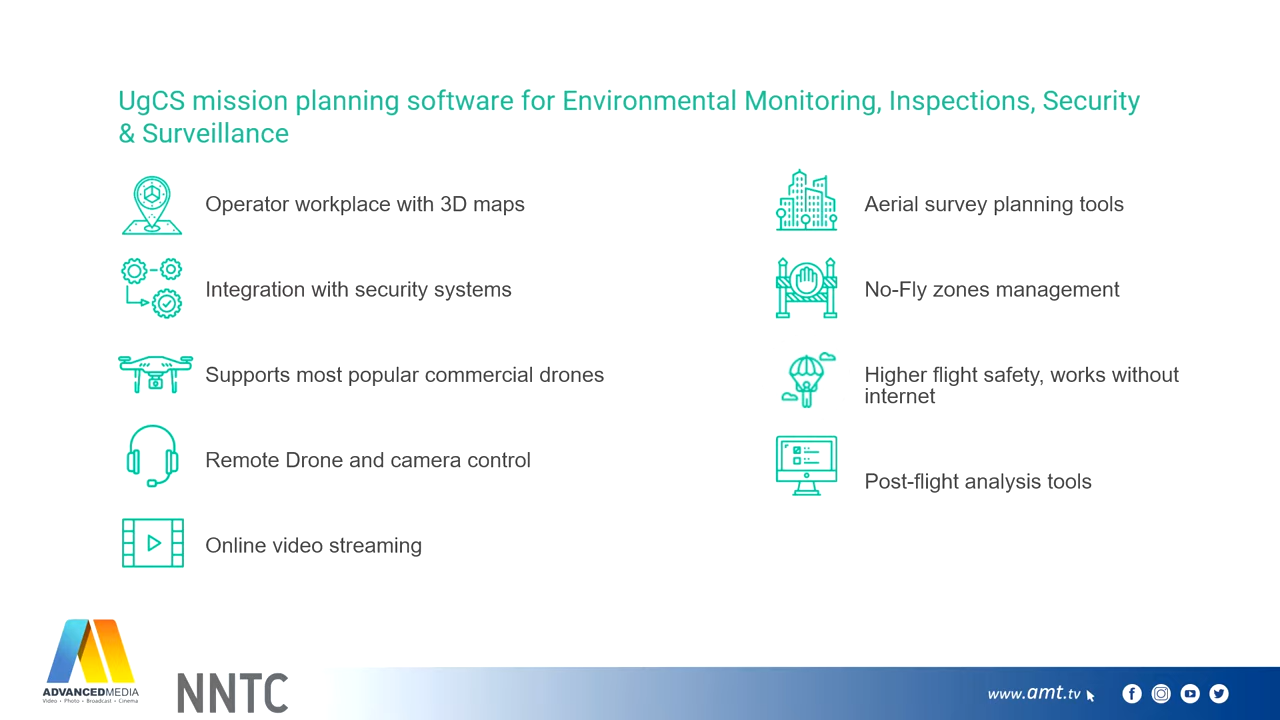 UgCS mission planning software for Environmental Monitoring, Inspections, Security
& Surveillance
Operator workplace with 3D maps
Integration with security systems
Supports most popular commercial drones
Remote Drone and camera control
Online video streaming
Aerial survey planning tools
No-Fly zones management
Higher flight safety, works without
internet
Post-flight analysis tools
ADVANCEDMEDIA
Video • Photo • Broadcast • Cinema
NNTC
www.amt.tv